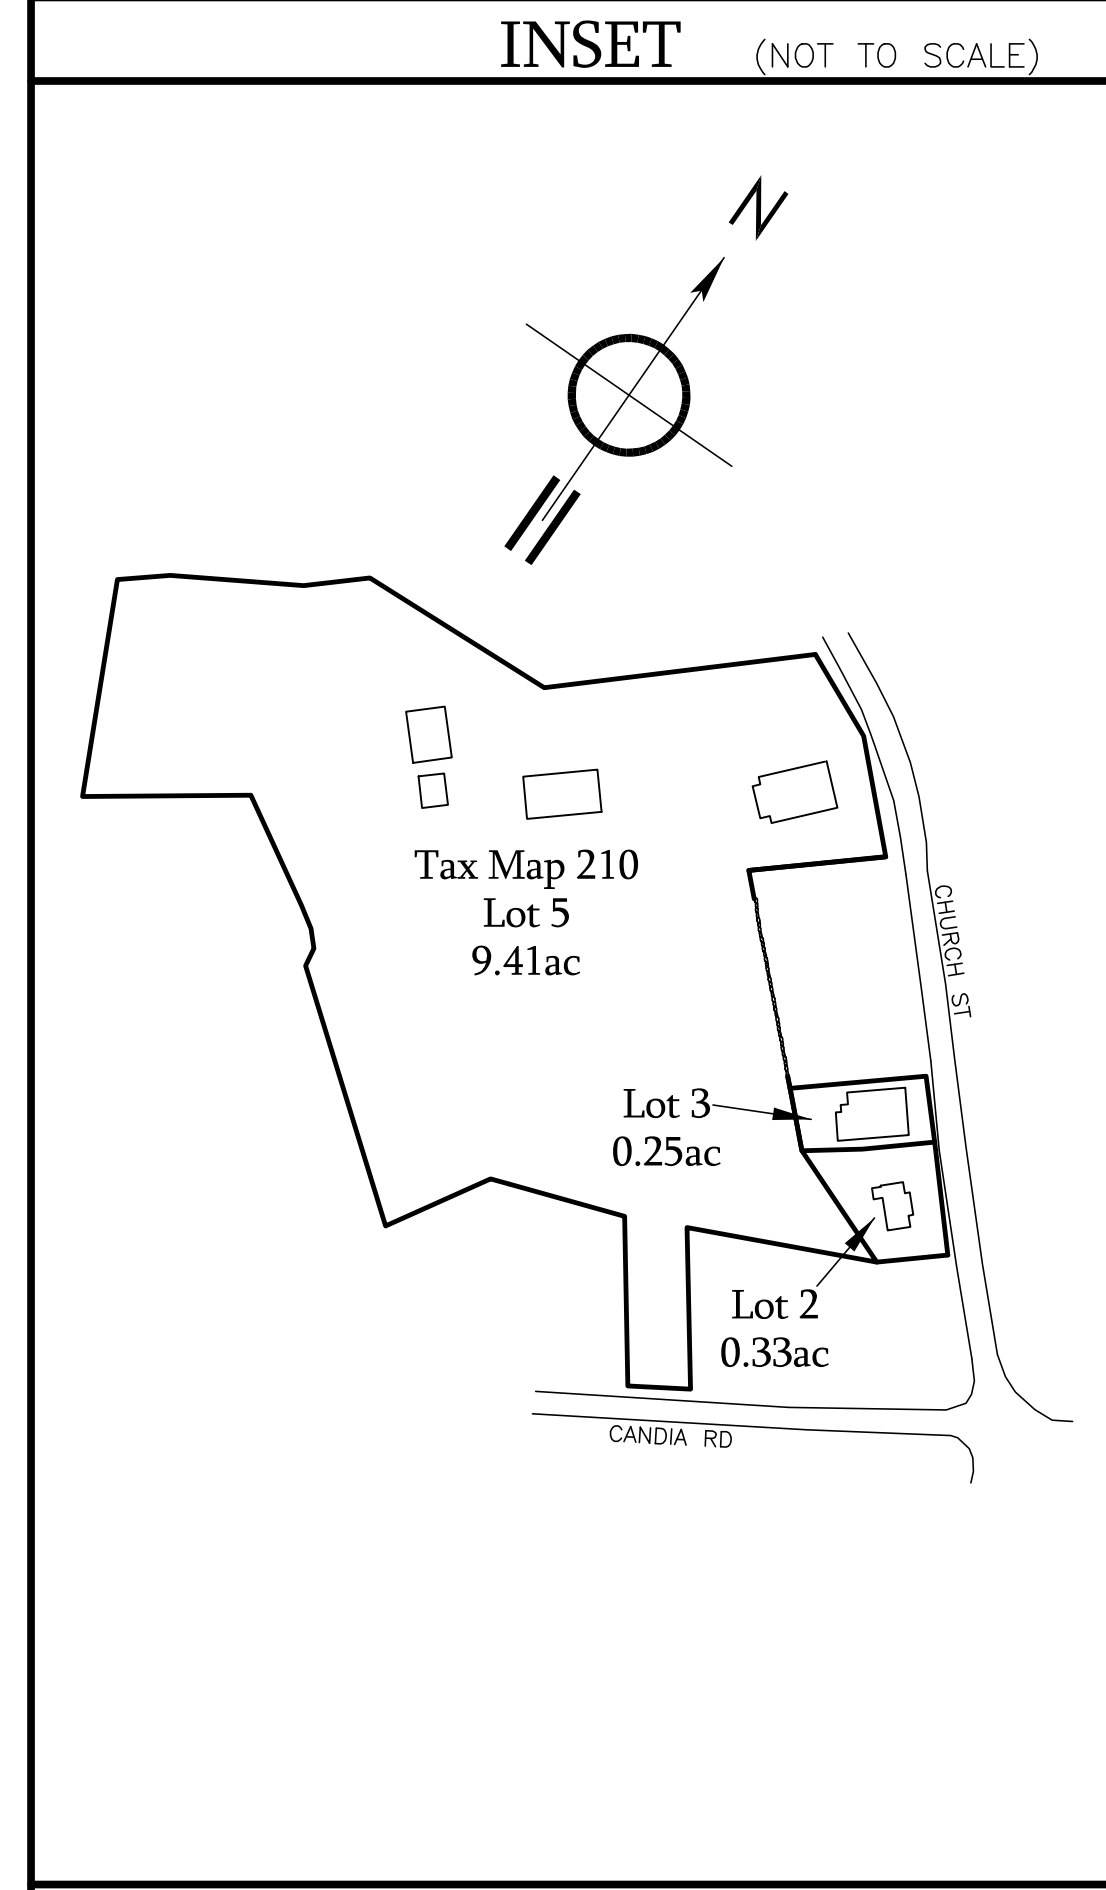 INSET (NOT TO SCALE)
N
Tax Map 210
Lot 5
9.41ac
CHURCH ST
Lot 3
0.25ac
Lot 2
0.33ac
CANDIA RD